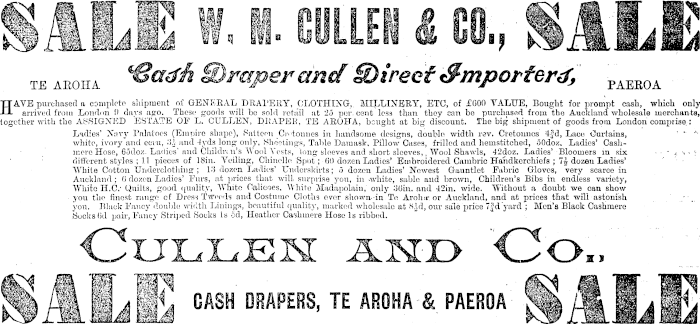 SALE W. M. CULLEN & CO., SALE
Cash Draper and Direct Importers,
TE AROHA PAEROA
HAVE purchased a complete shipment of GENERAL DRAPERY, CLOTHING, MILLINERY, ETC, of £600 VALUE, Bought for prompt cash, which only
arrived from London 9 days ago. These goods will be sold retail at 25 per cent less than they can be purchased from the Auckland wholesale merchants,
together with the ASSIGNED ESTATE OF L. CULLEN, DRAPER, TE AROHA, bought at big discount. The big shipment of goods from London comprise:
Ladies' Navy Paletoes (Empire shape), Satteen Cretonnes in handsome designs, double width rev. Cretonnes 4¾d, Lace Curtains,
white, ivory and ecru, 3½ and 4yds long only, Sheetings, Table Damask, Pillow Cases, frilled and hemstitched, 50doz. Ladies' Cash-
mere Hose, 65doz. Ladies' and Children's Wool Vests, long sleeves and short sleeves, Wool Shawls, 42doz. Ladies' Bloomers in six
different styles; 11 pieces of 18in. Veiling, Chinelle Spot; 60 dozen Ladies' Embroidered Cambric Handkerchiefs; 7½ dozen Ladies'
White Cotton Underclothing; 13 dozen Ladies' Underskirts; 5 dozen Ladies' Newest Gauntlet Fabric Gloves, very scarce in
Auckland; 6 dozen Ladies' Furs, at prices that will surprise you, in white, sable and brown, Children's Bibs in endless variety,
White H.C. Quilts, good quality, White Calicoes, White Madapolain, only 36in. and 42in. wide. Without a doubt we can show
you the finest range of Dress Tweeds and Costume Cloths ever shown in Te Aroha or Auckland, and at prices that will astonish
you. Black Fancy double width Linings, beautiful quality, marked wholesale at 8½d, our sale price 7¾d yard; Men's Black Cashmere
Socks 6d pair, Fancy Striped Socks 1s 5d, Heather Cashmere Hose 1s ribbed.
CULLEN AND CO.,
SALE CASH DRAPERS, TE AROHA & PAEROA SALE